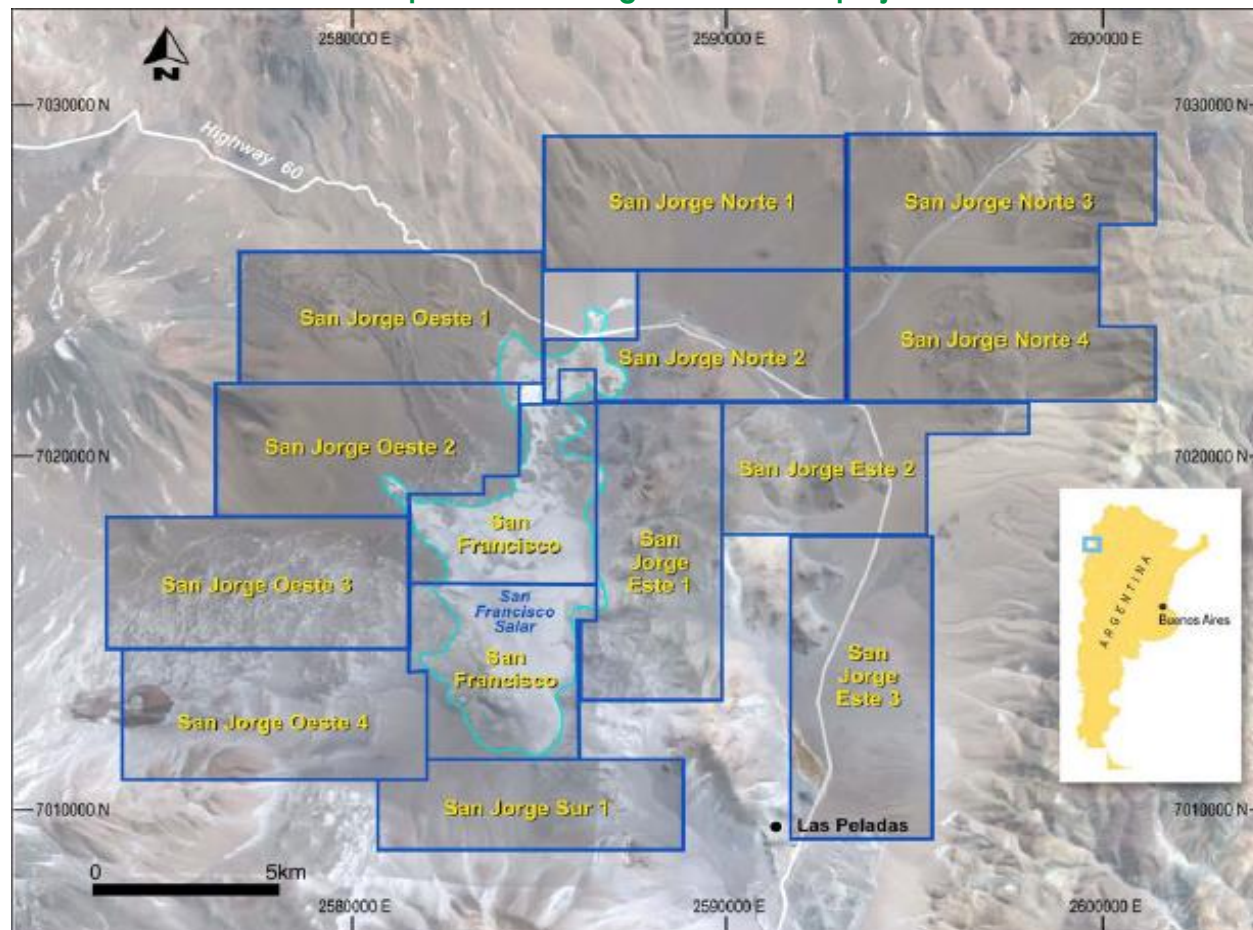 2580000 E
2590000 E
2600000 E
N
7030000 N
7030000 N
Highway 60
San Jorge Norte 1
San Jorge Norte 3
San Jorge Oeste 1
San Jorge Norte 2
San Jorge Norte 4
San Jorge Oeste 2
7020000 N
San Jorge Este 2
7020000 N
San
Francisco
San
Jorge
Este 1
San Jorge Oeste 3
San
Francisco
Salar
San
Francisco
San
Jorge
Este 3
San Jorge Oeste 4
ARGENTINA
Buenos Aires
7010000 N
San Jorge Sur 1
7010000 N
Las Peladas
0
5km
2580000 E
2590000 E
2600000 E